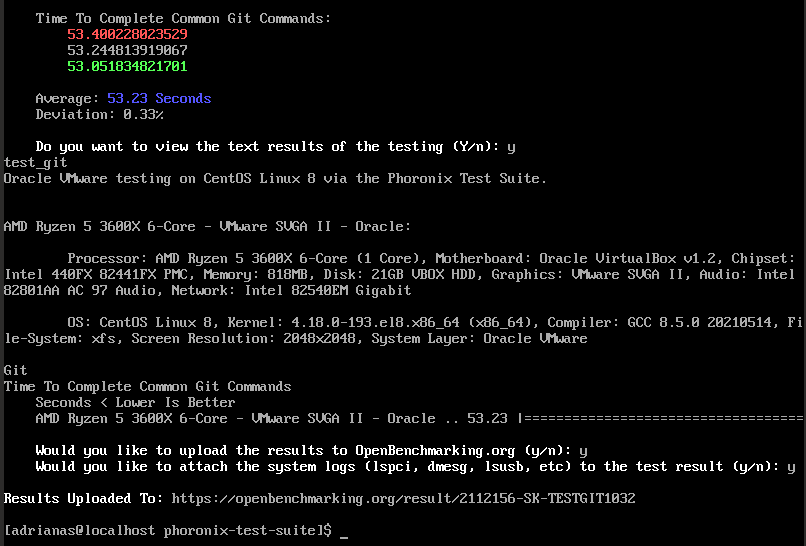 Time To Complete Common Git Commands:
53.400228023529
53.244813919067
53.051834821701
Average: 53.23 Seconds
Deviation: 0.33%
Do you want to view the text results of the testing (Y/n): y
test_git
Oracle VMware testing on CentOS Linux 8 via the Phoronix Test Suite.
AMD Ryzen 5 3600X 6-Core - VMware SVGA II - Oracle:
Processor: AMD Ryzen 5 3600X 6-Core (1 Core), Motherboard: Oracle VirtualBox v1.2, Chipset:
Intel 440FX 82441FX PMC, Memory: 818MB, Disk: 21GB VBOX HDD, Graphics: VMware SVGA II, Audio: Intel
82801AA AC 97 Audio, Network: Intel 82540EM Gigabit
OS: CentOS Linux 8, Kernel: 4.18.0-193.el8.x86_64 (x86_64), Compiler: GCC 8.5.0 20210514, Fi
le-System: xfs, Screen Resolution: 2048x2048, System Layer: Oracle VMware
Git
Time To Complete Common Git Commands
Seconds < Lower Is Better
AMD Ryzen 5 3600X 6-Core - VMware SVGA II - Oracle .. 53.23 |===================================
Would you like to upload the results to OpenBenchmarking.org (y/n): y
Would you like to attach the system logs (lspci, dmesg, lsusb, etc) to the test result (y/n): y
Results Uploaded To: https://openbenchmarking.org/result/2112156-SK-TESTGIT1032
[adrianas@localhost phoronix-test-suite]$ _